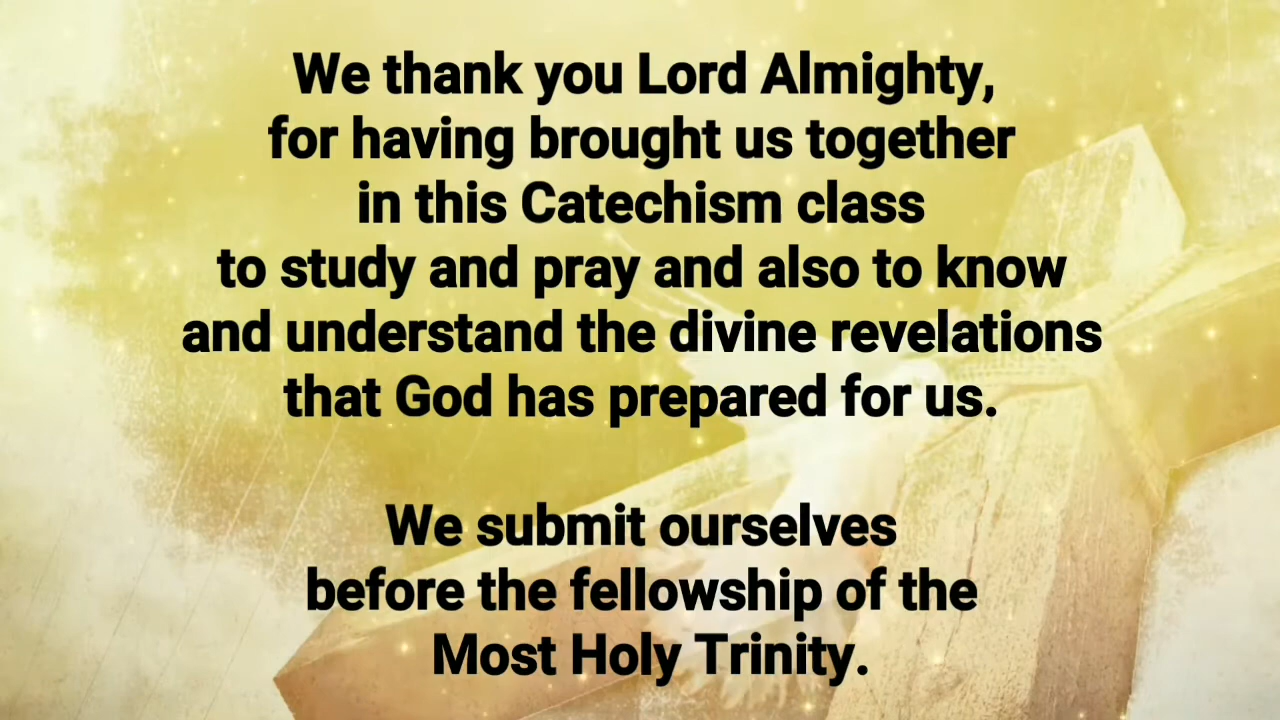 We thank you Lord Almighty,
for having brought us together
in this Catechism class
to study and pray and also to know
and understand the divine revelations
that God has prepared for us.
We submit ourselves
before the fellowship of the
Most Holy Trinity.